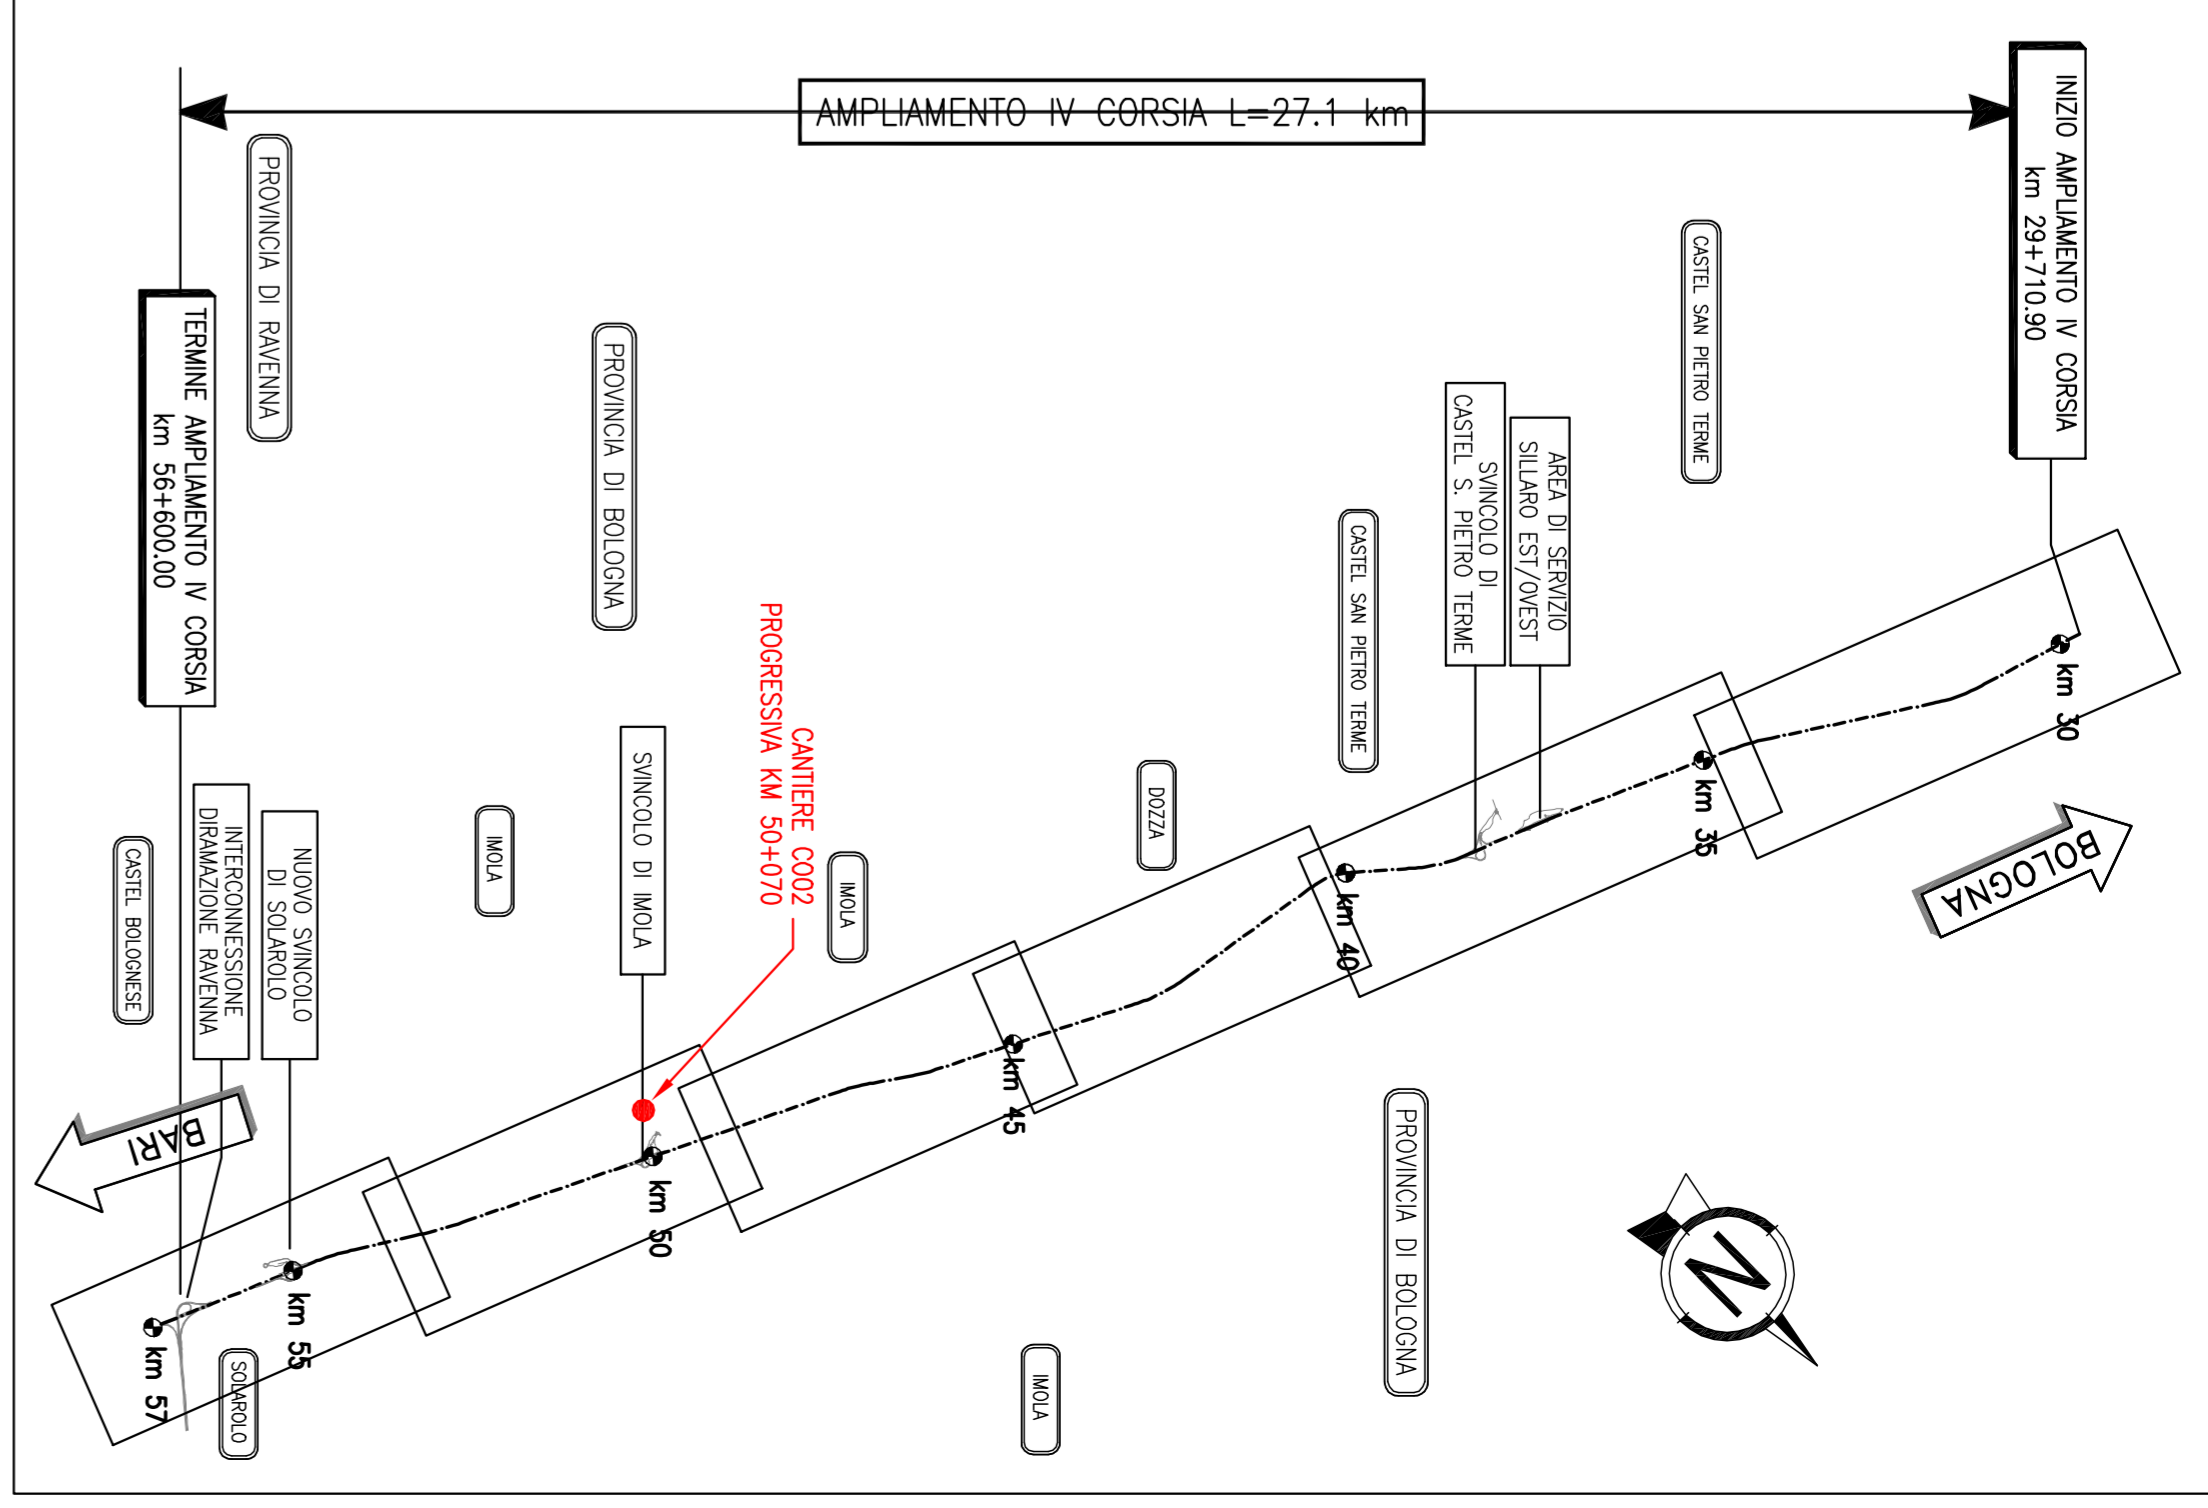 AMPLIAMENTO IV CORSIA L=27.1 km
INIZIO AMPLIAMENTO IV CORSIA
km 29+710.90
CASTEL SAN PIETRO TERME
AREA DI SERVIZIO
SILLARO EST/OVEST
SVINCOLO DI
CASTEL S. PIETRO TERME
CASTEL SAN PIETRO TERME
DOZZA
IMOLA
CANTIERE CO02
PROGRESSIVA KM 50+070
SVINCOLO DI IMOLA
PROVINCIA DI BOLOGNA
IMOLA
NUOVO SVINCOLO
DI SOLAROLO
INTERCONNESSIONE
DIRAMAZIONE RAVENNA
PROVINCIA DI RAVENNA
TERMINE AMPLIAMENTO IV CORSIA
km 56+600.00
CASTEL BOLOGNESE
km 30
km 35
km 40
km 45
km 50
km 55
km 57
BOLOGNA
BARI
PROVINCIA DI BOLOGNA
IMOLA
SOLAROLO
N